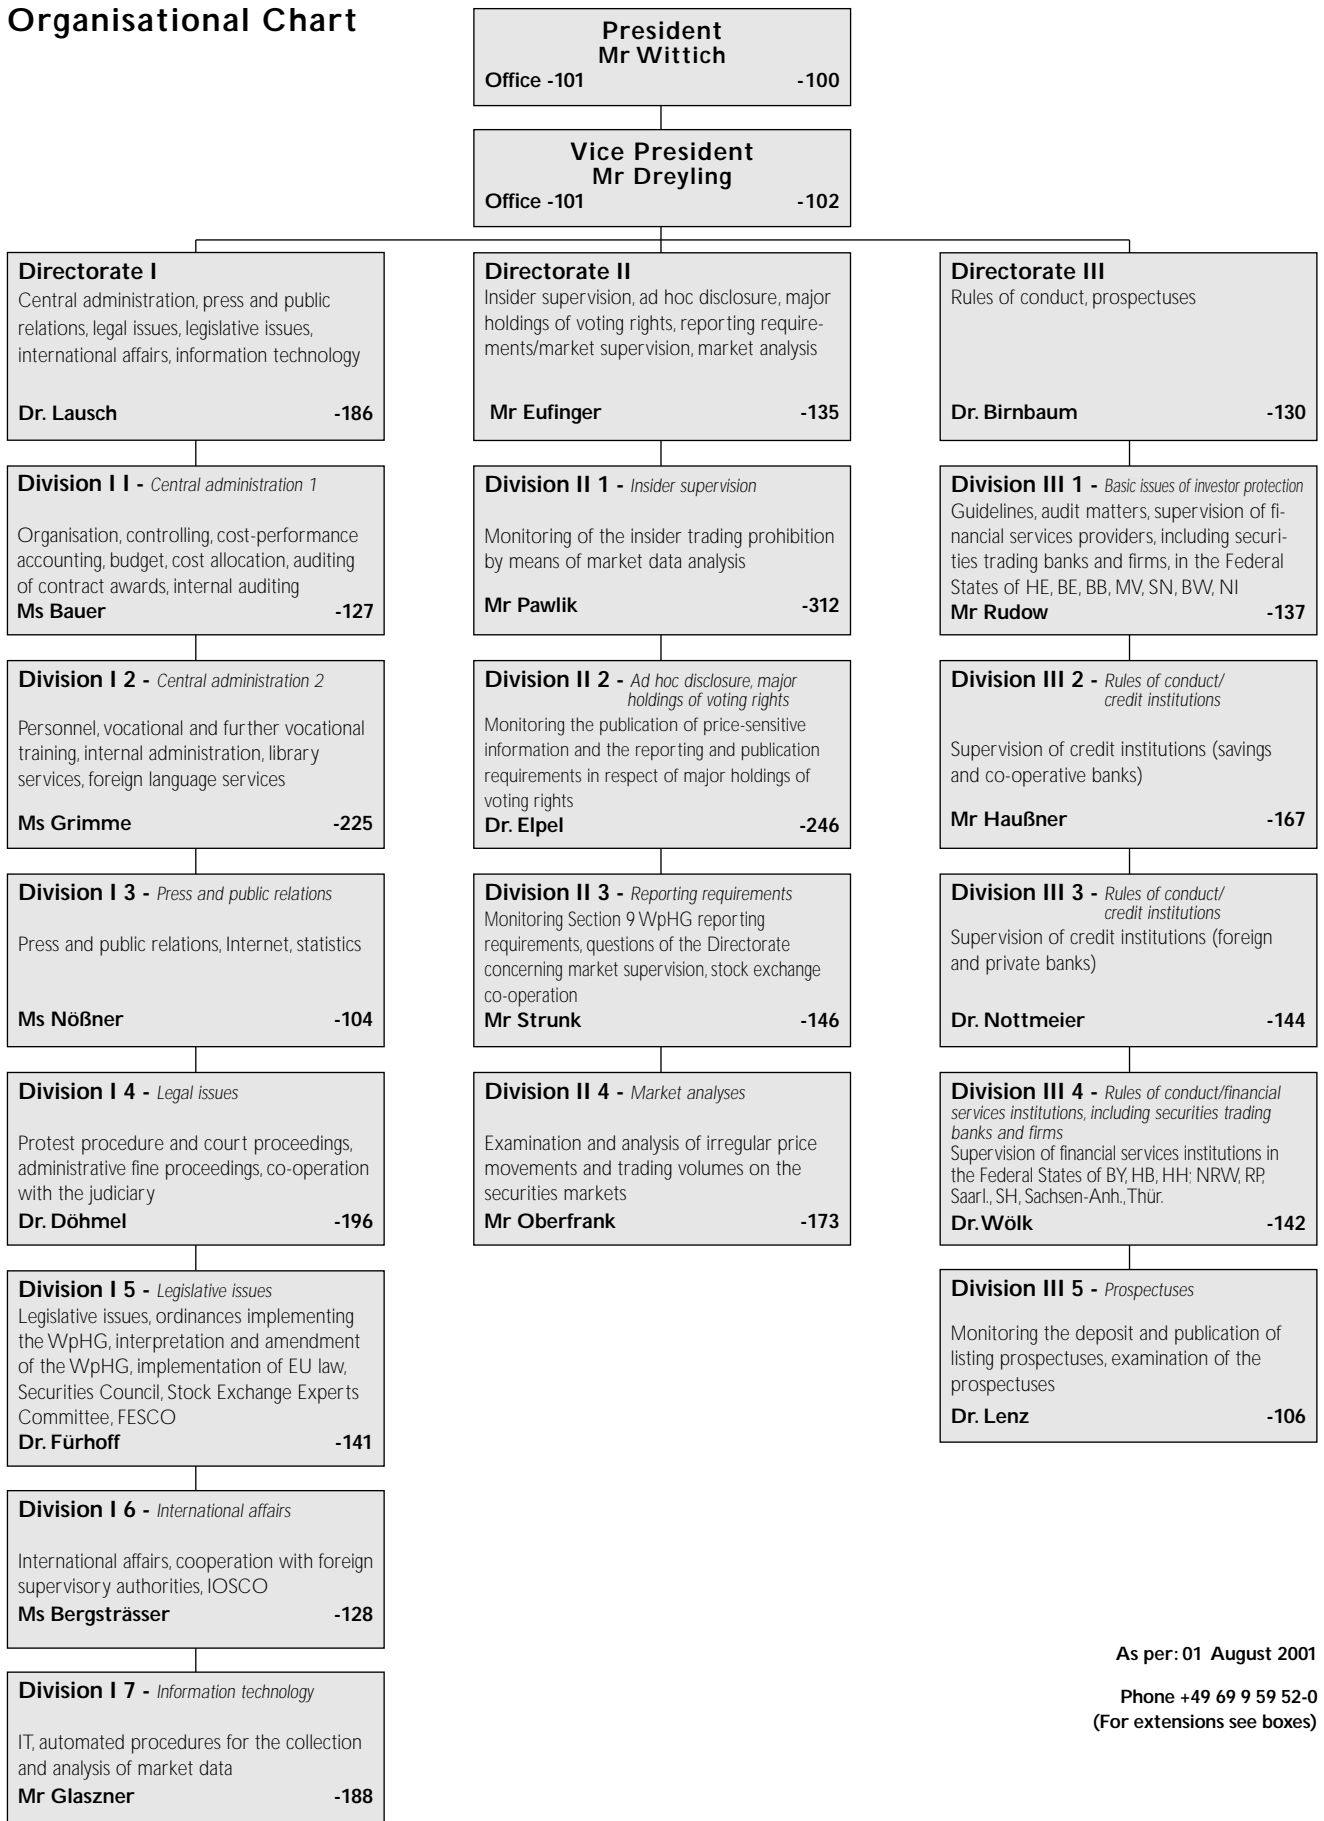 Organisational Chart
President
Mr Wittich
Office -101 -100
Vice President
Mr Dreyling
Office -101 -102
Directorate I
Central administration, press and public
relations, legal issues, legislative issues,
international affairs, information technology
Dr. Lausch -186
Directorate II
Insider supervision, ad hoc disclosure, major
holdings of voting rights, reporting require-
ments/market supervision, market analysis
Mr Eufinger -135
Directorate III
Rules of conduct, prospectuses
Dr. Birnbaum -130
Division I I - Central administration 1
Organisation, controlling, cost-performance
accounting, budget, cost allocation, auditing
of contract awards, internal auditing
Ms Bauer -127
Division I 2 - Central administration 2
Personnel, vocational and further vocational
training, internal administration, library
services, foreign language services
Ms Grimme -225
Division I 3 - Press and public relations
Press and public relations, Internet, statistics
Ms Nößner -104
Division I 4 - Legal issues
Protest procedure and court proceedings,
administrative fine proceedings, co-operation
with the judiciary
Dr. Döhmel -196
Division I 5 - Legislative issues
Legislative issues, ordinances implementing
the WpHG, interpretation and amendment
of the WpHG, implementation of EU law,
Securities Council, Stock Exchange Experts
Committee, FESCO
Dr. Fürhoff -141
Division I 6 - International affairs
International affairs, cooperation with foreign
supervisory authorities, IOSCO
Ms Bergsträsser -128
Division I 7 - Information technology
IT, automated procedures for the collection
and analysis of market data
Mr Glaszner -188
Division II 1 - Insider supervision
Monitoring of the insider trading prohibition
by means of market data analysis
Mr Pawlik -312
Division II 2 - Ad hoc disclosure, major
holdings of voting rights
Monitoring the publication of price-sensitive
information and the reporting and publication
requirements in respect of major holdings of
voting rights
Dr. Elpel -246
Division II 3 - Reporting requirements
Monitoring Section 9 WpHG reporting
requirements, questions of the Directorate
concerning market supervision, stock exchange
co-operation
Mr Strunk -146
Division II 4 - Market analyses
Examination and analysis of irregular price
movements and trading volumes on the
securities markets
Mr Oberfrank -173
Division III 1 - Basic issues of investor protection
Guidelines, audit matters, supervision of fi-
nancial services providers, including securi-
ties trading banks and firms, in the Federal
States of HE, BE, BB, MV, SN, BW, NI
Mr Rudow -137
Division III 2 - Rules of conduct/
credit institutions
Supervision of credit institutions (savings
and co-operative banks)
Mr Haußner -167
Division III 3 - Rules of conduct/
credit institutions
Supervision of credit institutions (foreign
and private banks)
Dr. Nottmeier -144
Division III 4 - Rules of conduct/financial
services institutions, including securities trading
banks and firms
Supervision of financial services institutions in
the Federal States of BY, HB, HH; NRW, RP,
Saarl., SH, Sachsen-Anh., Thür.
Dr. Wölk -142
Division III 5 - Prospectuses
Monitoring the deposit and publication of
listing prospectuses, examination of the
prospectuses
Dr. Lenz -106
As per: 01 August 2001
Phone +49 69 9 59 52-0
(For extensions see boxes)